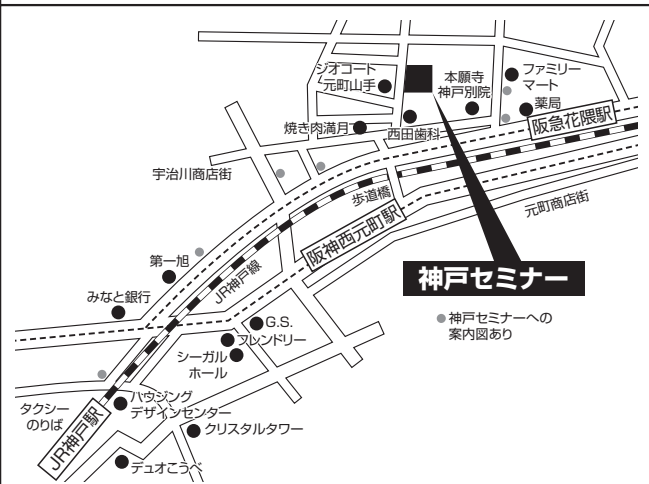 ジオコート
元町山手
本願寺
神戸別院
ファミリー
マート
薬局
阪急花隈駅
焼き肉満月
西田歯科
宇治川商店街
歩道橋
元町商店街
阪神西元町駅
第一旭
JR神戸線
神戸セミナー
みなと銀行
神戸セミナーへの
案内図あり
G.S.
フレンドリー
シーガル
ホール
タクシー
のりば
ハウジング
デザインセンター
JR神戸駅
クリスタルタワー
デュオこうべ